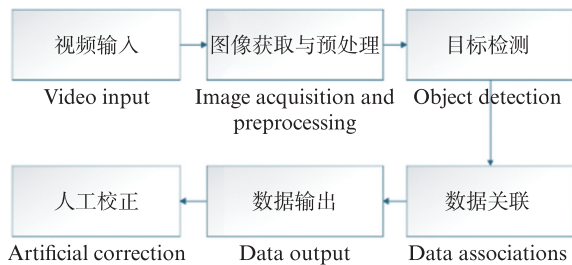 视频输入
图像获取与预处理
目标检测
Video input
Image acquisition and
preprocessing
Object detection
人工校正
数据输出
数据关联
Artificial correction
Data output
Data associations